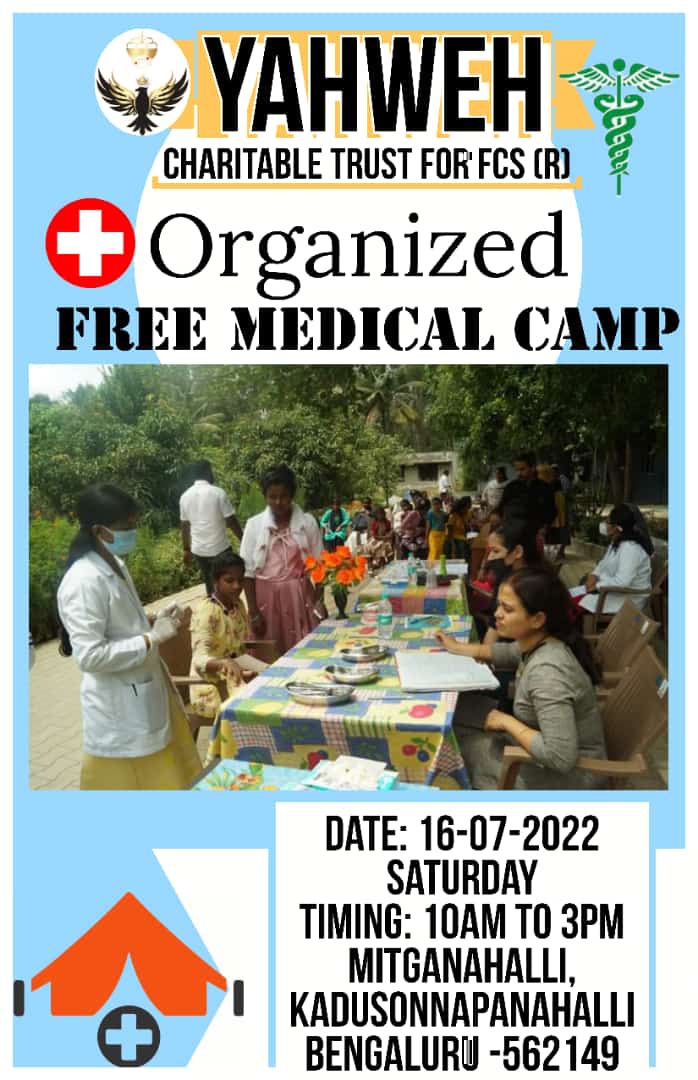 YAHWEH
CHARITABLE TRUST FOR FCS (R)
Organized
FREE MEDICAL CAMP
DATE: 16-07-2022
SATURDAY
TIMING: 10AM TO 3PM
MITGANAHALLI,
KADUSONNAPANAHALLI
BENGALURU -562149